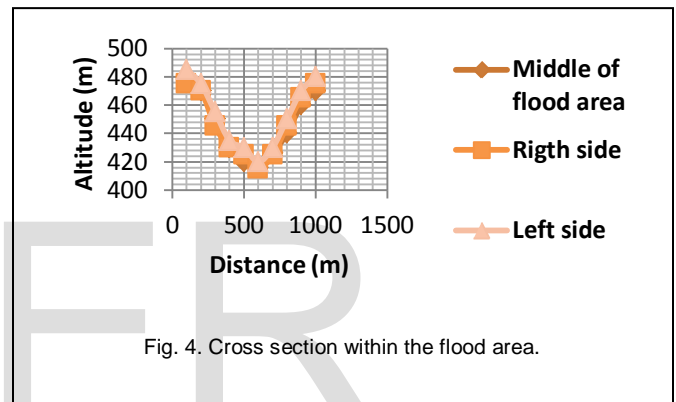 500
480
460
440
420
400
Altitude (m)
0 500 1000 1500
Distance (m)
Middle of
flood area
Rigth side
Left side
Fig. 4. Cross section within the flood area.